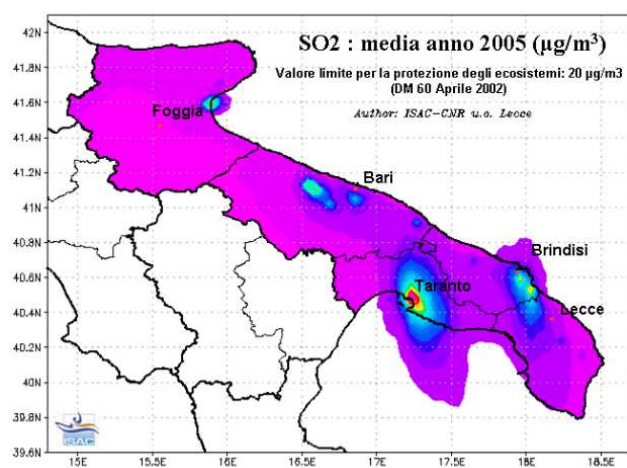 SO2 : media anno 2005 (µg/m³)
Valore limite per la protezione degli ecosistemi: 20 µg/m3
(DM 60 Aprile 2002)
Author: ISAC-CNR u.o. Lecce
Foggia
Bari
Brindisi
Taranto
Lecce
42N
41.8N
41.6N
41.4N
41.2N
41N
40.8N
40.6N
40.4N
40.2N
40N
39.8N
39.6N
ISAC
15E
15.5E
16E
16.5E
17E
17.5E
18E
18.5E